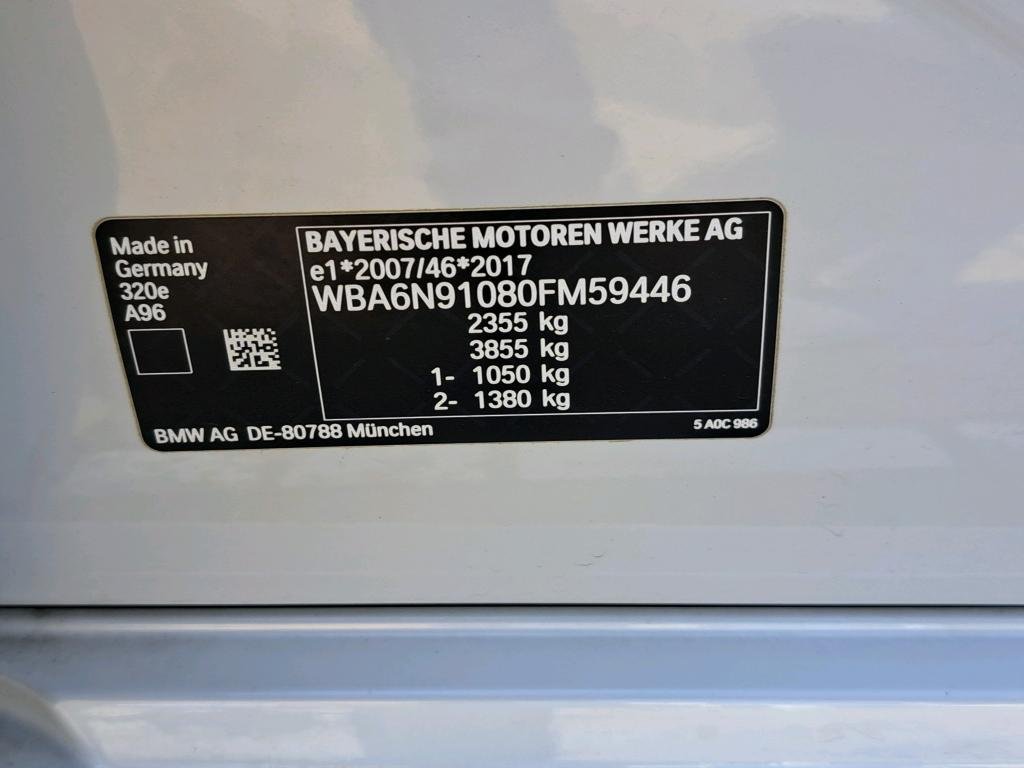 Made in
Germany
320e
A96
BAYERISCHE MOTOREN WERKE AG
e1*2007/46*2017
WBA6N91080FM59446
2355 kg
3855 kg
1- 1050 kg
2- 1380 kg
BMW AG DE-80788 München
5 A0C 986